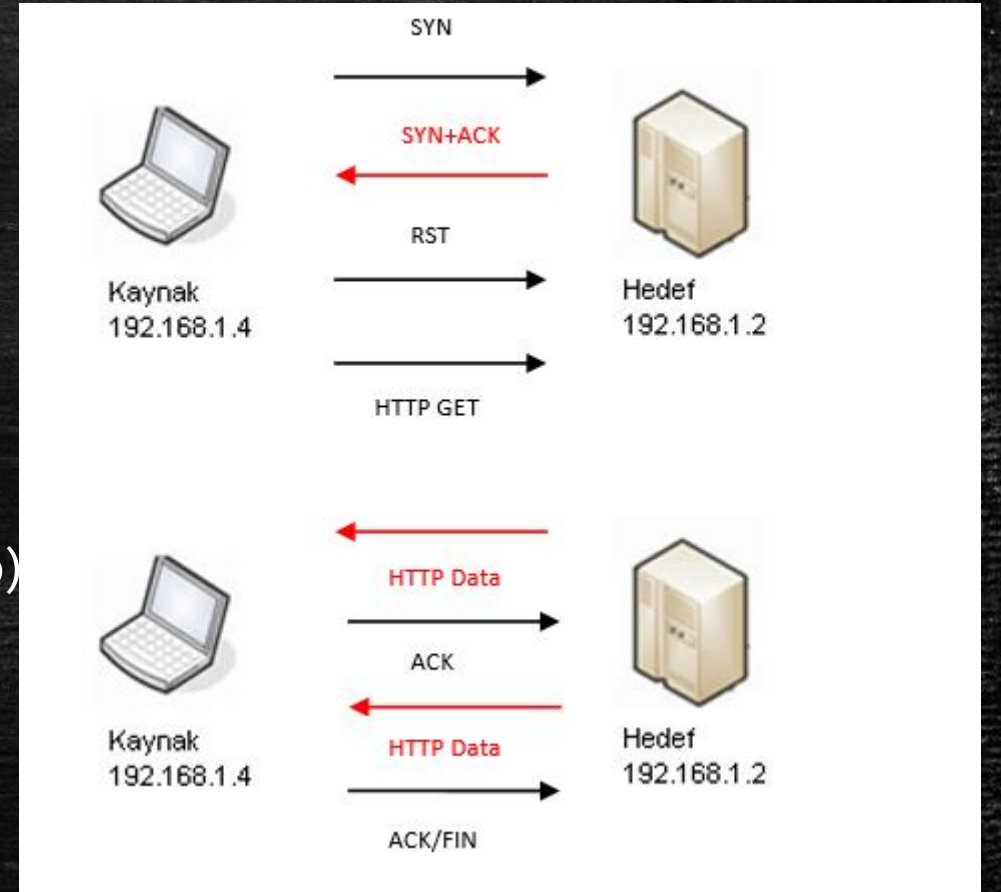 SYN
SYN+ACK
RST
Kaynak
192.168.1.4
Hedef
192.168.1.2
HTTP GET
)
HTTP Data
ACK
Kaynak
192.168.1.4
HTTP Data
Hedef
192.168.1.2
ACK/FIN